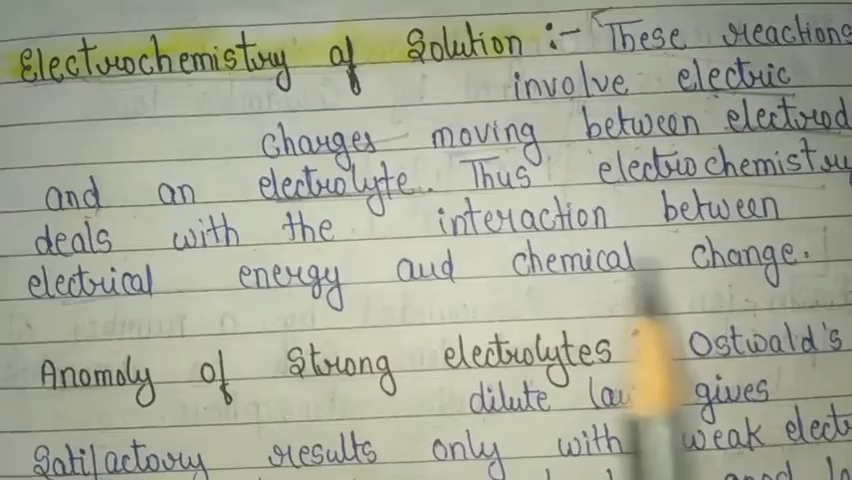 Electrochemistry of Solution :- These reactions
involve electric
charges moving between electrod
and an electrolyte. Thus electrochemistry
deals with the interaction between
electrical energy and chemical change.
Anomoly of Strong electrolytes Ostwald's
dilute gives
Satifactory results only with weak elect
good